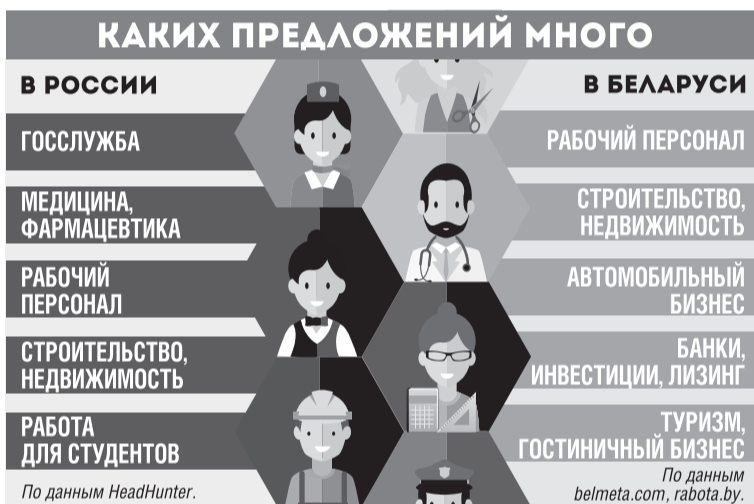 КАКИХ ПРЕДЛОЖЕНИЙ МНОГО
В РОССИИ
ГОССЛУЖБА
МЕДИЦИНА,
ФАРМАЦЕВТИКА
РАБОЧИЙ
ПЕРСОНАЛ
СТРОИТЕЛЬСТВО,
НЕДВИЖИМОСТЬ
РАБОТА
ДЛЯ СТУДЕНТОВ
По данным HeadHunter.
В БЕЛАРУСИ
РАБОЧИЙ ПЕРСОНАЛ
СТРОИТЕЛЬСТВО,
НЕДВИЖИМОСТЬ
АВТОМОБИЛЬНЫЙ
БИЗНЕС
БАНКИ,
ИНВЕСТИЦИИ, ЛИЗИНГ
ТУРИЗМ,
ГОСТИНИЧНЫЙ БИЗНЕС
По данным
belmeta.com, rabota.by.